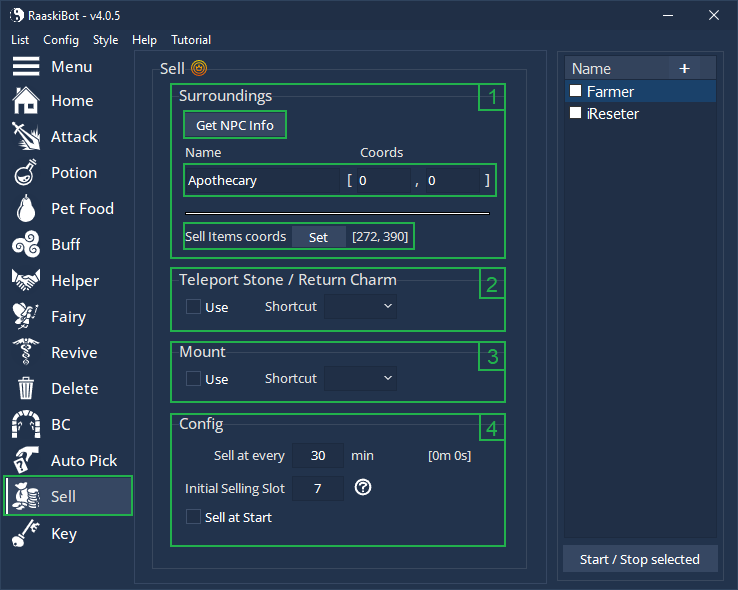 RaaskiBot - v4.0.5
List Config Style Help Tutorial
Menu
Home
Attack
Potion
Pet Food
Buff
Helper
Fairy
Revive
Delete
BC
Auto Pick
Sell
Key
Sell
Surroundings 1
Get NPC Info
Name Coords
Apothecary [ 0 , 0 ]
Sell Items coords Set [272, 390]
Teleport Stone / Return Charm 2
Use Shortcut
Mount 3
Use Shortcut
Config 4
Sell at every 30 min [0m 0s]
Initial Selling Slot 7 ?
Sell at Start
Name +
Farmer
iReseter
Start / Stop selected